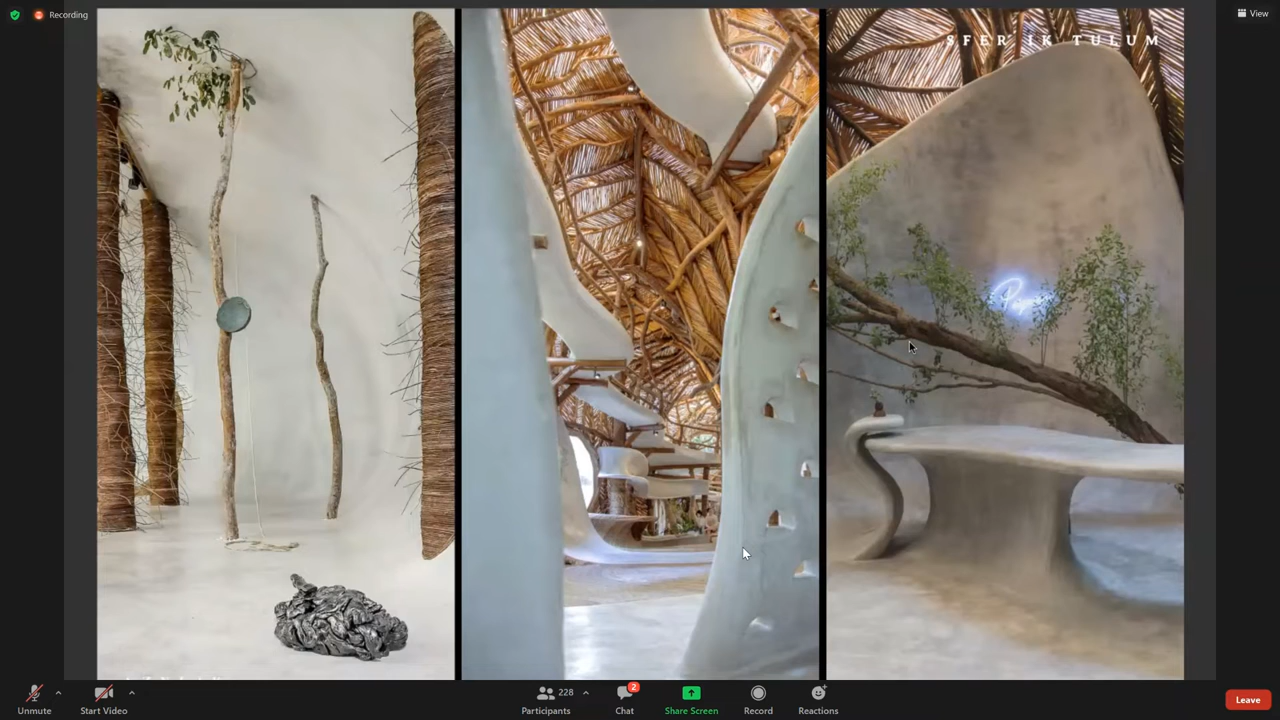 Recording
View
SFER IK TULUM
Unmute
Start Video
Participants
228
Chat
2
Share Screen
Record
Reactions
Leave